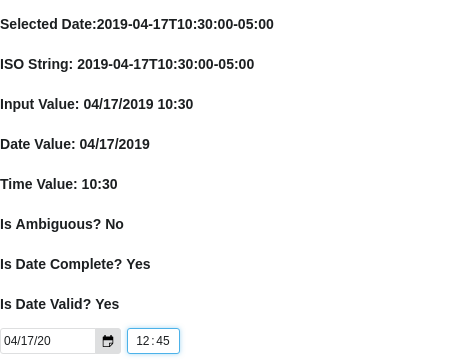 Selected Date:2019-04-17T10:30:00-05:00
ISO String: 2019-04-17T10:30:00-05:00
Input Value: 04/17/2019 10:30
Date Value: 04/17/2019
Time Value: 10:30
Is Ambiguous? No
Is Date Complete? Yes
Is Date Valid? Yes
04/17/20 12:45